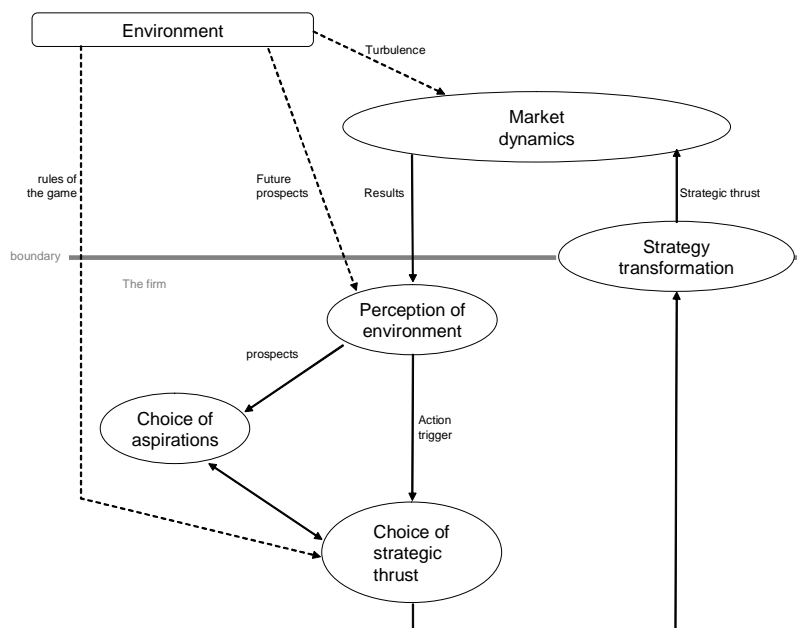 Environment
Turbulence
Market
dynamics
rules of
the game
Future
prospects
Results
Strategic thrust
boundary
Strategy
transformation
The firm
Perception of
environment
prospects
Choice of
aspirations
Action
trigger
Choice of
strategic
thrust